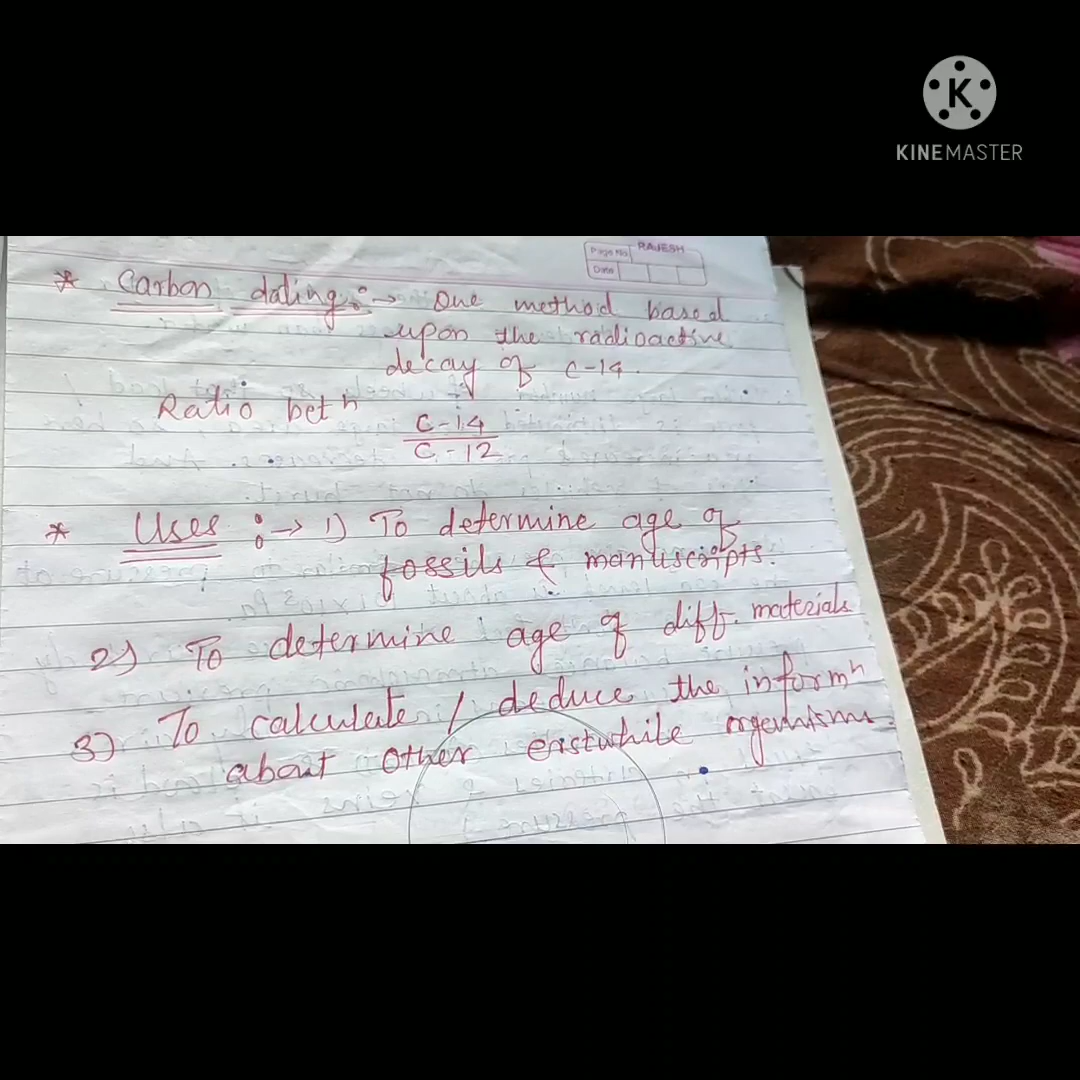 K
KINEMASTER
Page No. RAJESH
Date
* Carbon dating :→ One method based
upon the radioactive
decay of C-14.
Ratio betn C-14
C-12
* Uses :→ 1) To determine age of
fossils & manuscripts.
2) To determine age of diff. materials
3) To calculate / deduce the informn
about other erstwhile organisms.